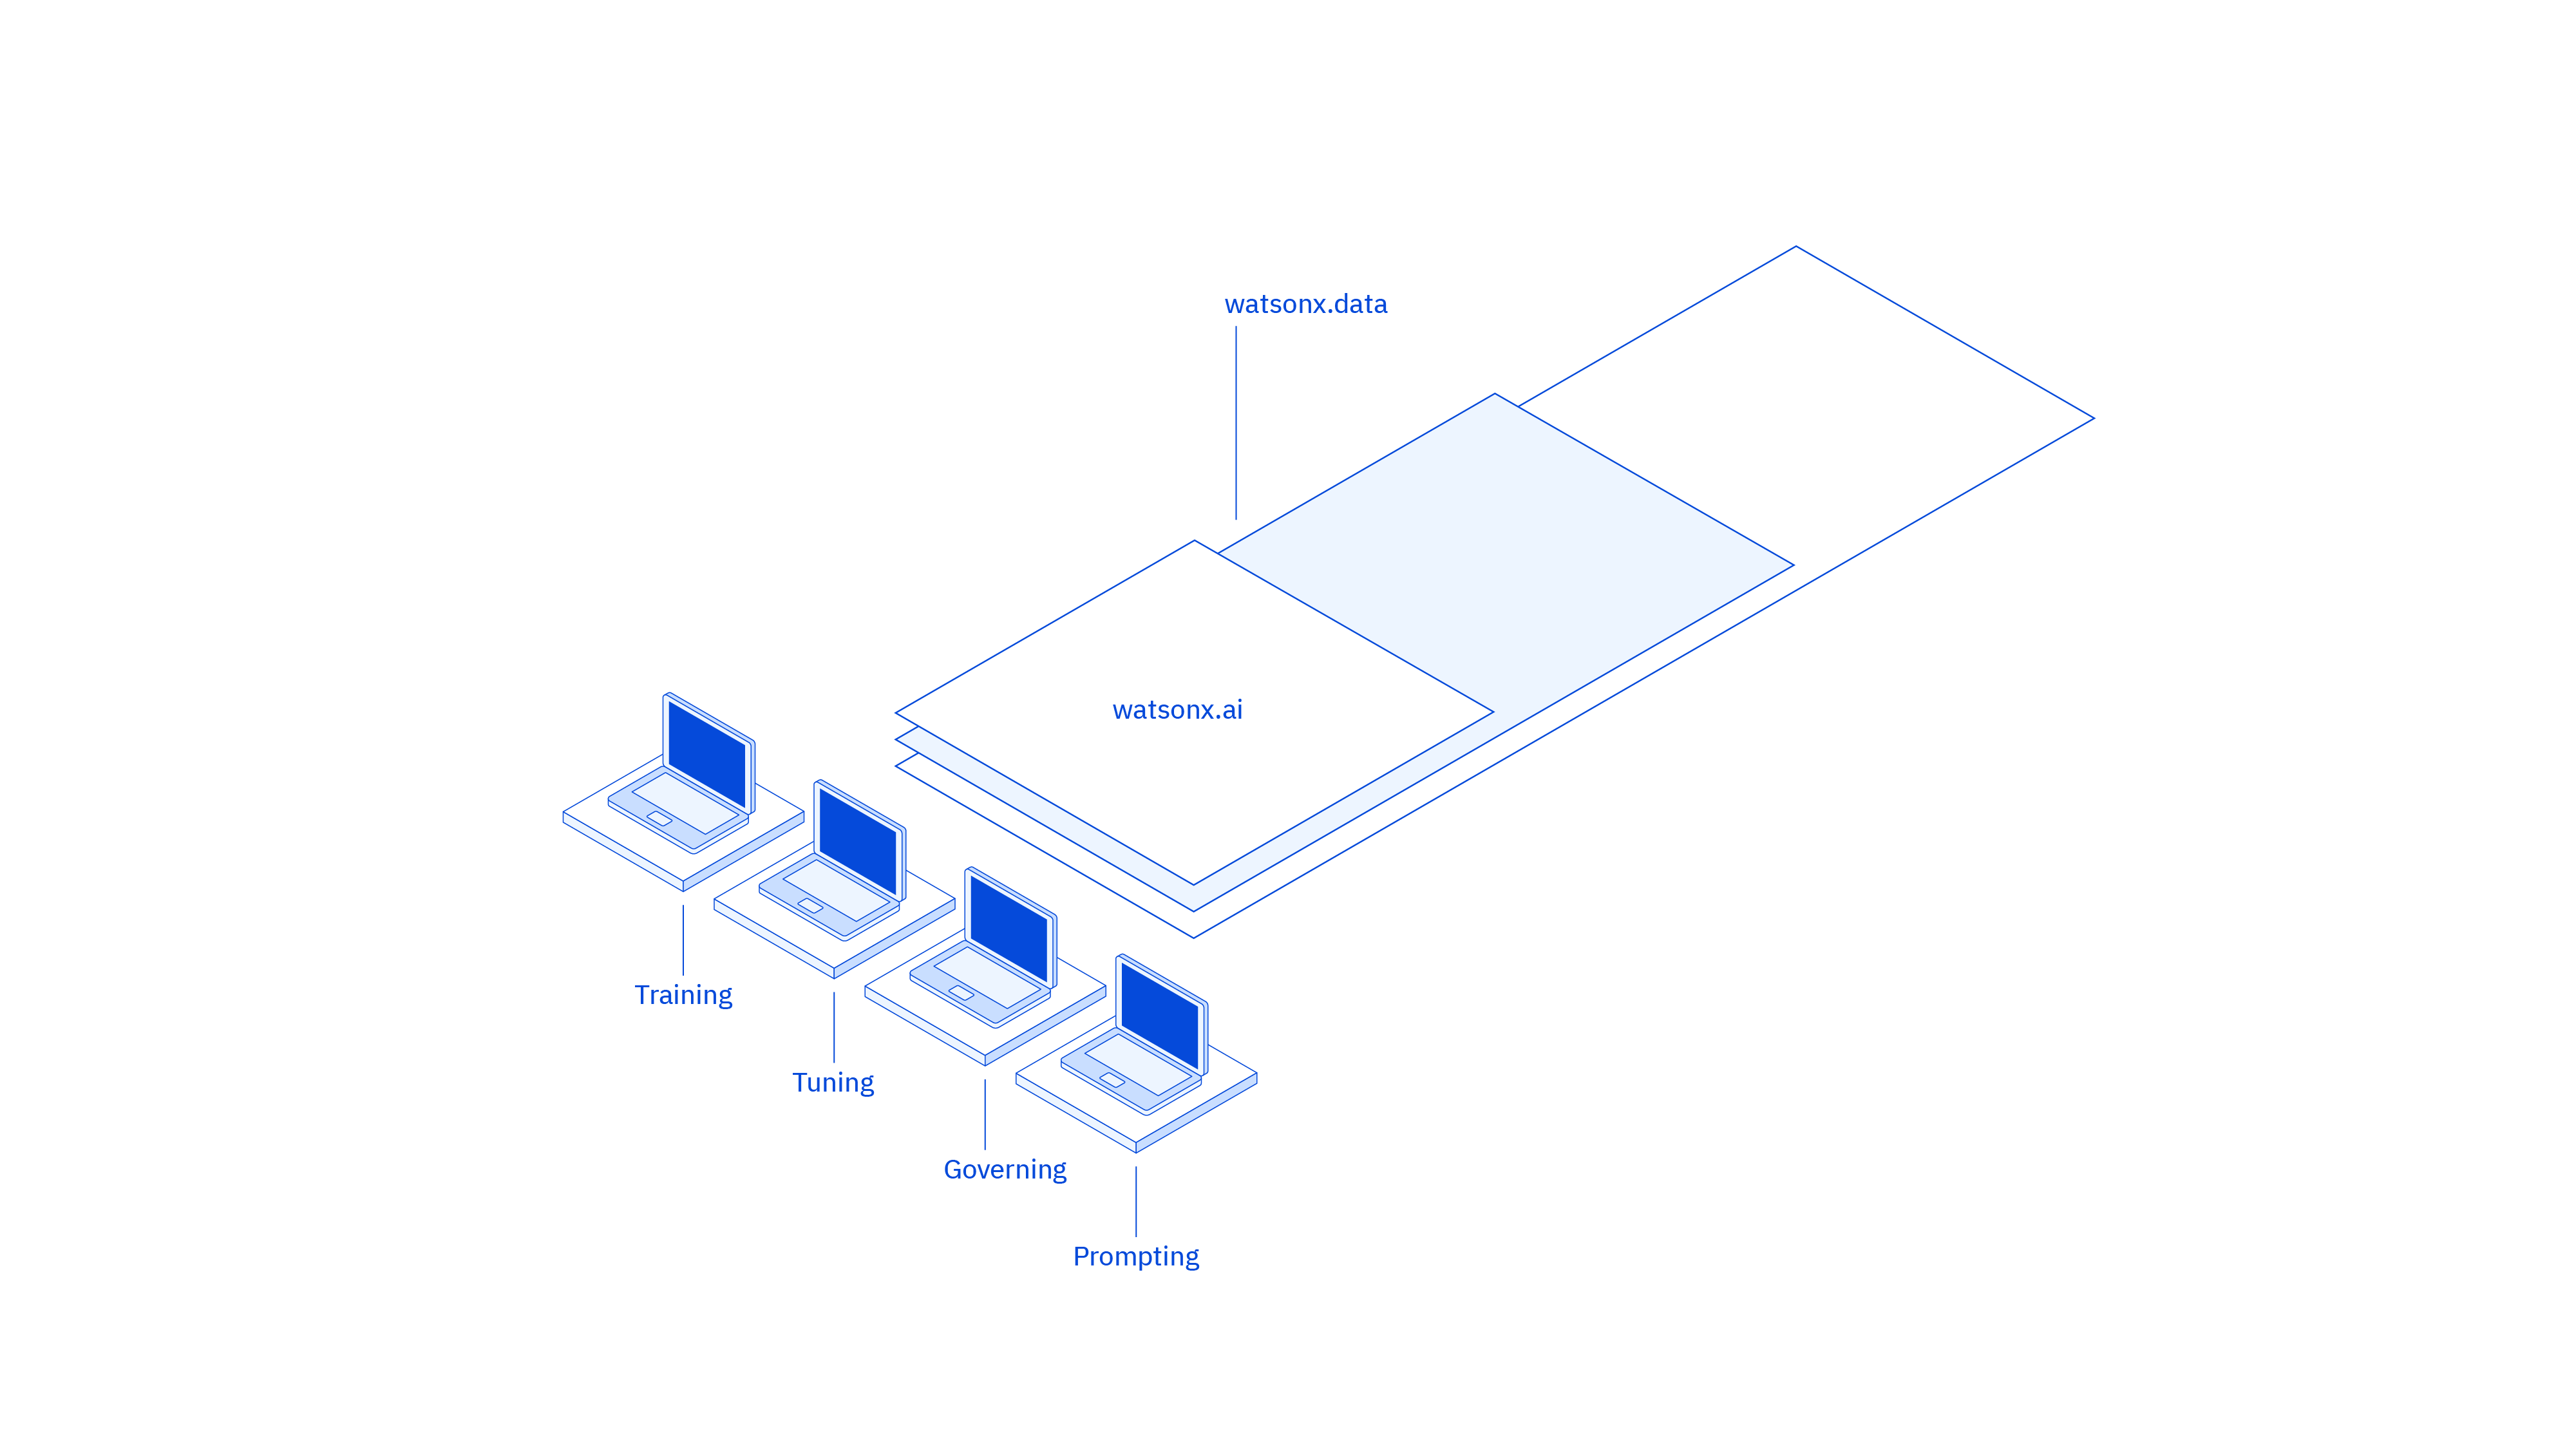 watsonx.data
watsonx.ai
Training
Tuning
Governing
Prompting